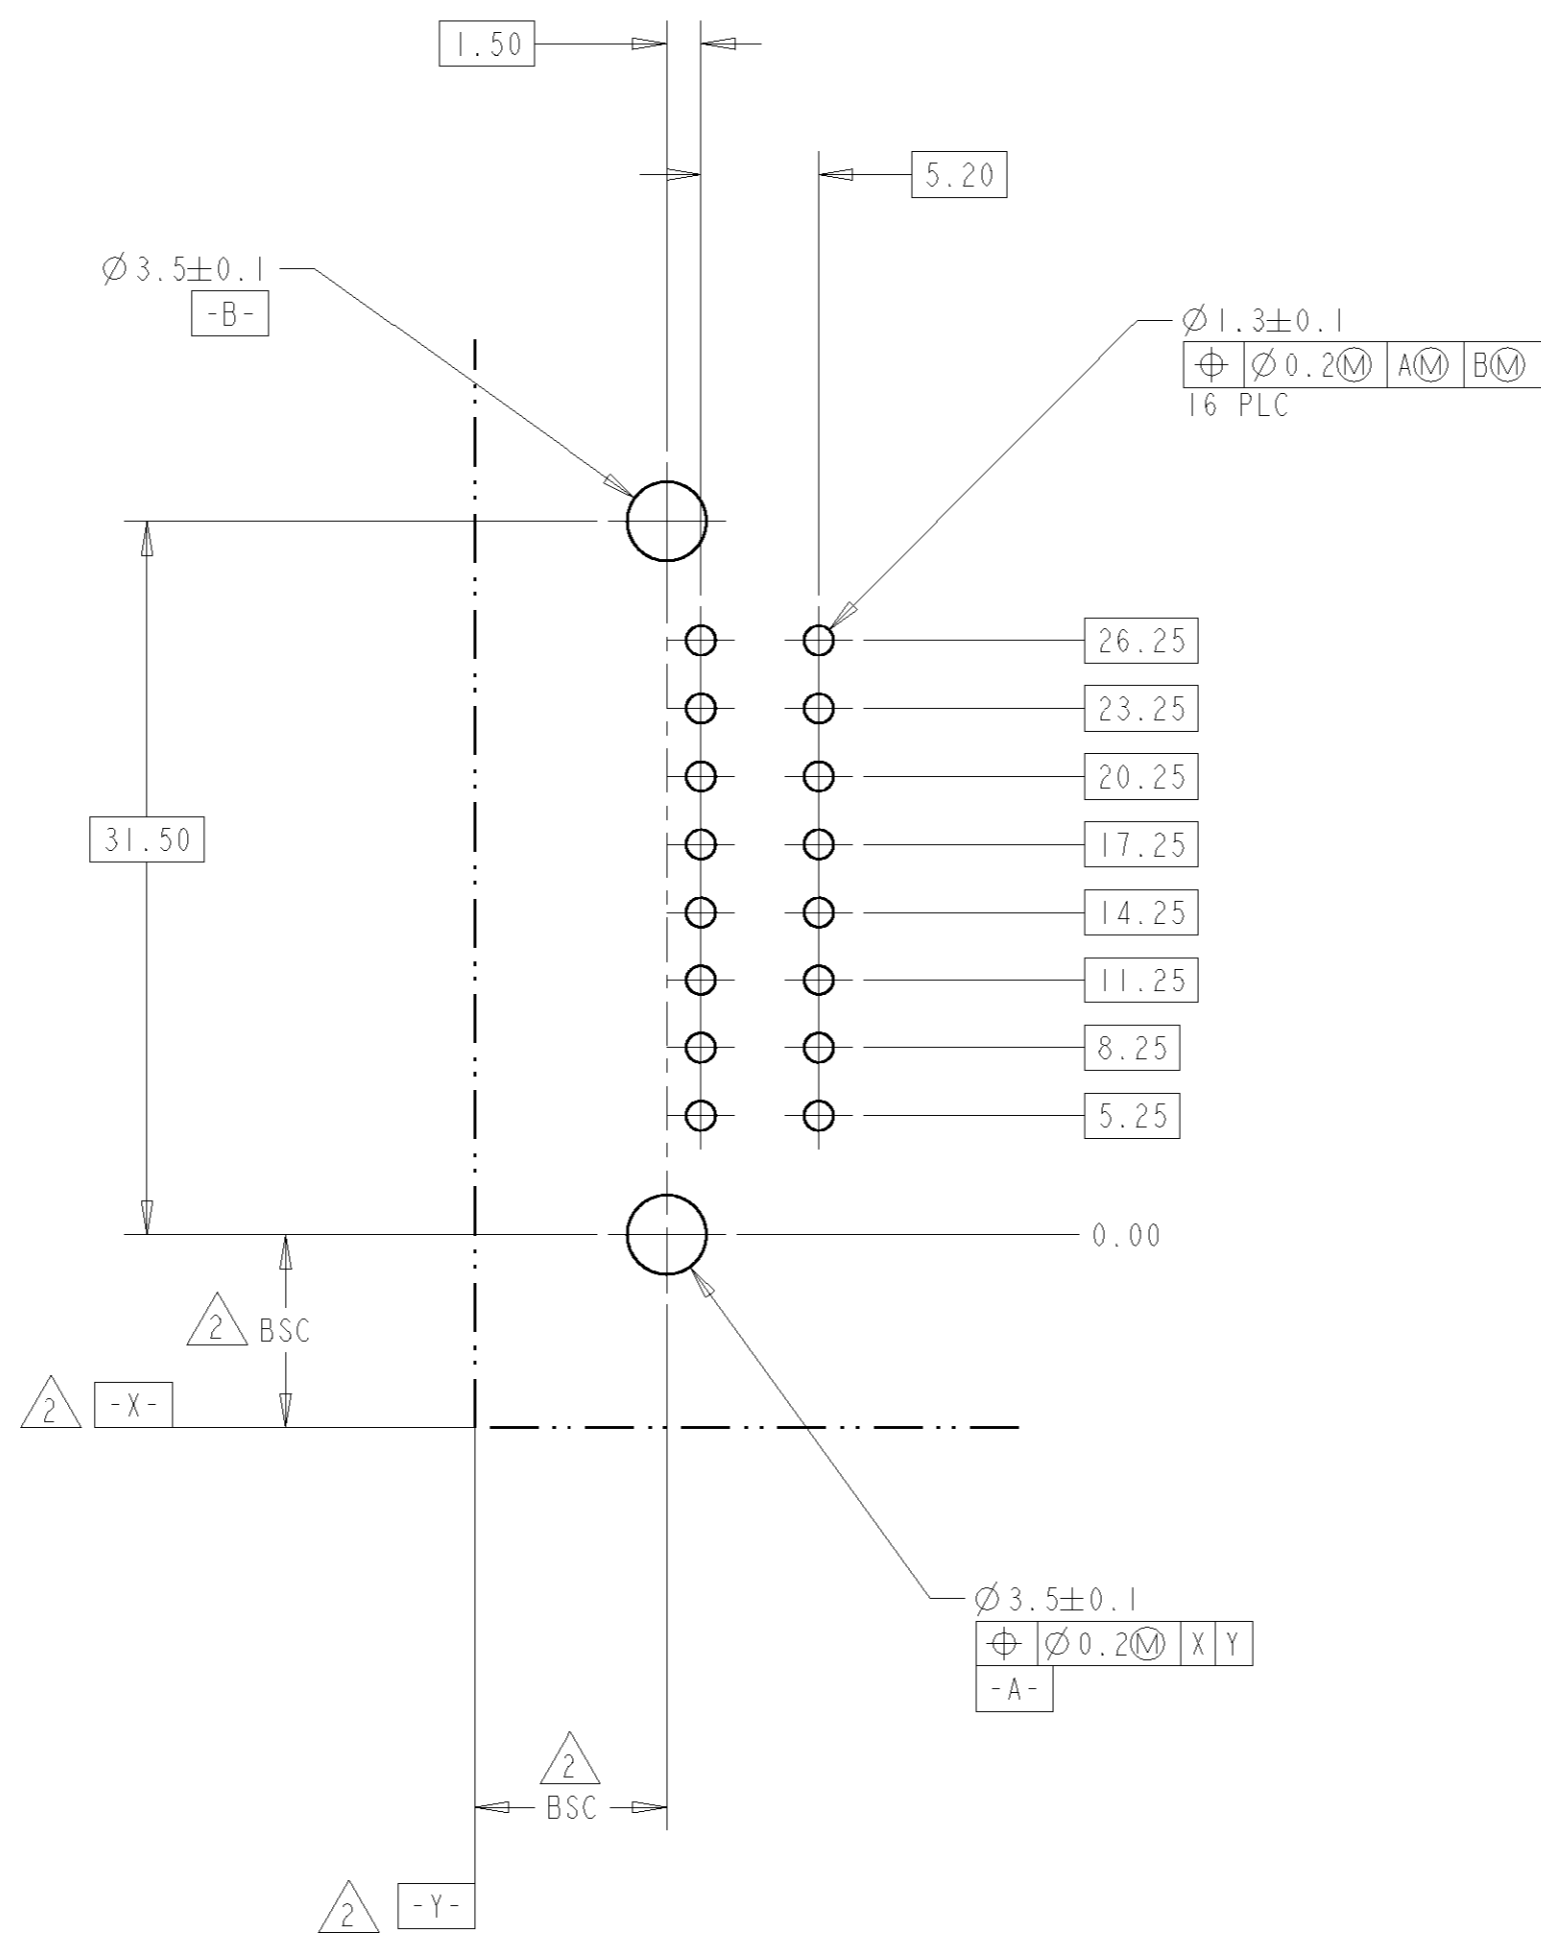 1.50
5.20
Ø3.5±0.1
-B-
Ø1.3±0.1
⌖ Ø0.2Ⓜ AⓂ BⓂ
16 PLC
26.25
23.25
20.25
31.50
17.25
14.25
11.25
8.25
5.25
0.00
2 BSC
2 -X-
Ø3.5±0.1
⌖ Ø0.2Ⓜ X Y
-A-
2
BSC
2 -Y-